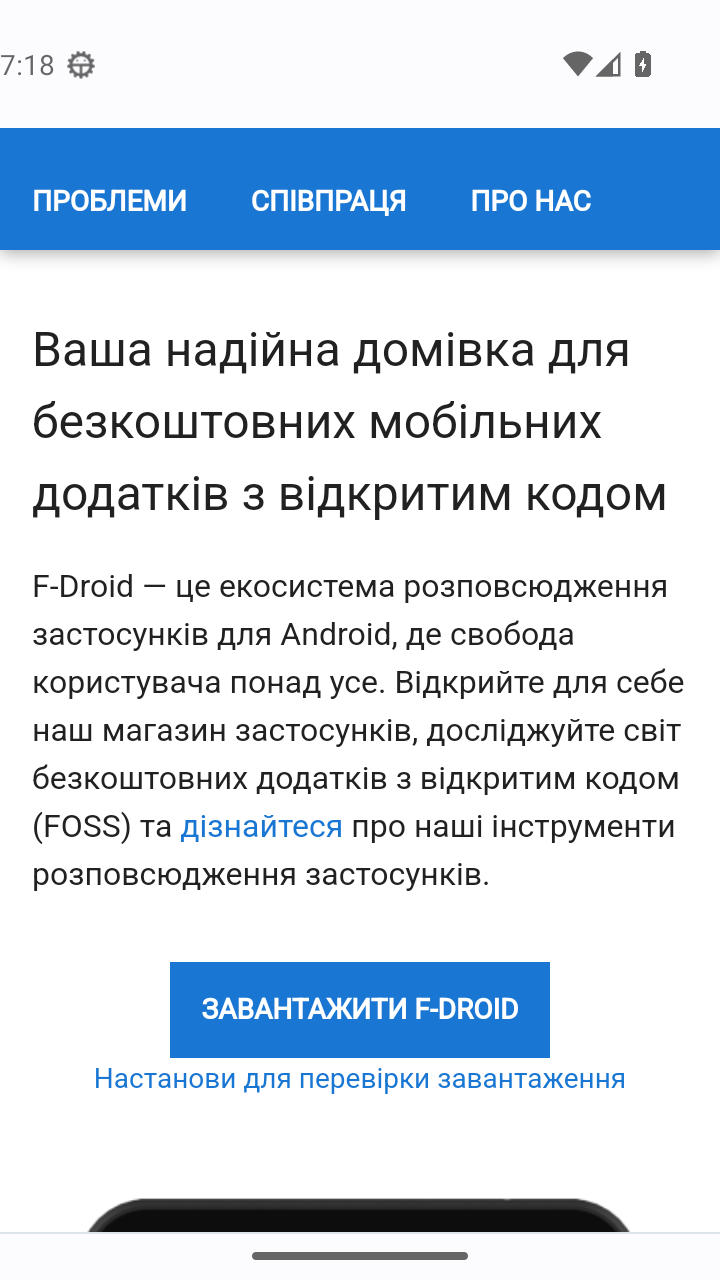 7:18
ПРОБЛЕМИ СПІВПРАЦЯ ПРО НАС
Ваша надійна домівка для
безкоштовних мобільних
додатків з відкритим кодом
F-Droid — це екосистема розповсюдження
застосунків для Android, де свобода
користувача понад усе. Відкрийте для себе
наш магазин застосунків, досліджуйте світ
безкоштовних додатків з відкритим кодом
(FOSS) та дізнайтеся про наші інструменти
розповсюдження застосунків.
ЗАВАНТАЖИТИ F-DROID
Настанови для перевірки завантаження